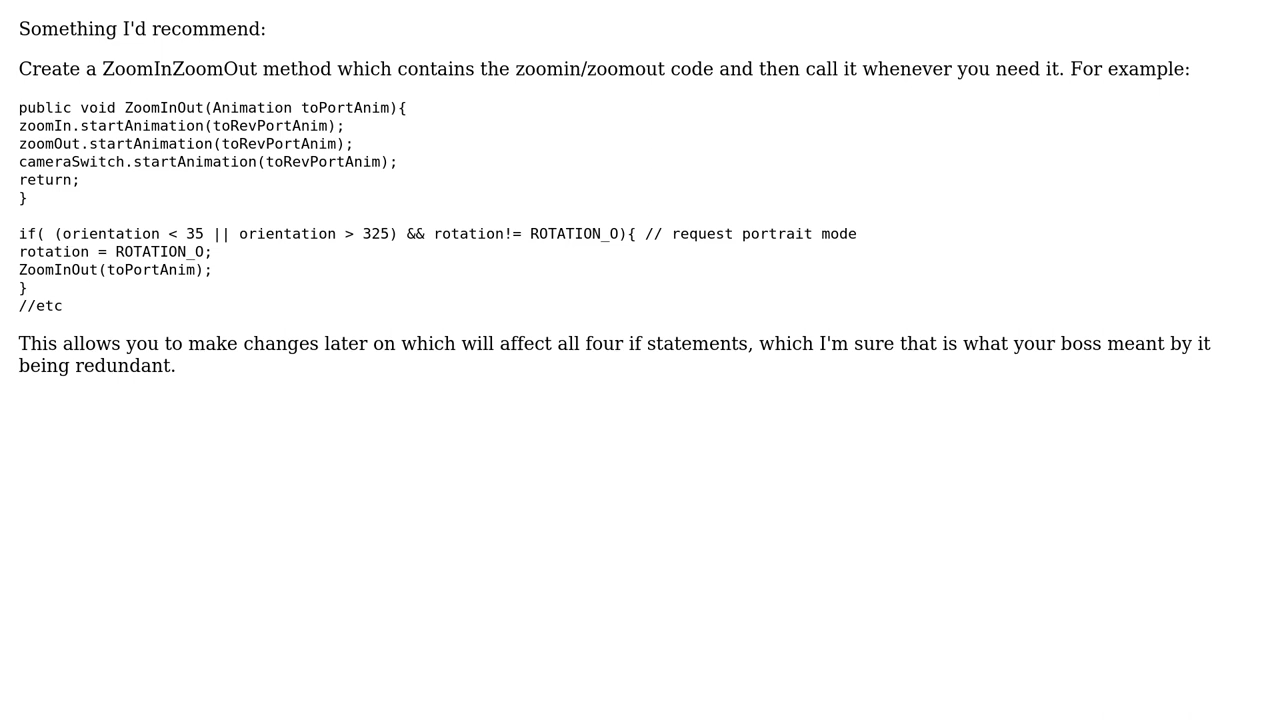 Something I'd recommend:
Create a ZoomInZoomOut method which contains the zoomin/zoomout code and then call it whenever you need it. For example:
public void ZoomInOut(Animation toPortAnim){
zoomIn.startAnimation(toRevPortAnim);
zoomOut.startAnimation(toRevPortAnim);
cameraSwitch.startAnimation(toRevPortAnim);
return;
}
if( (orientation < 35 || orientation > 325) && rotation!= ROTATION_O){ // request portrait mode
rotation = ROTATION_O;
ZoomInOut(toPortAnim);
}
//etc
This allows you to make changes later on which will affect all four if statements, which I'm sure that is what your boss meant by it
being redundant.